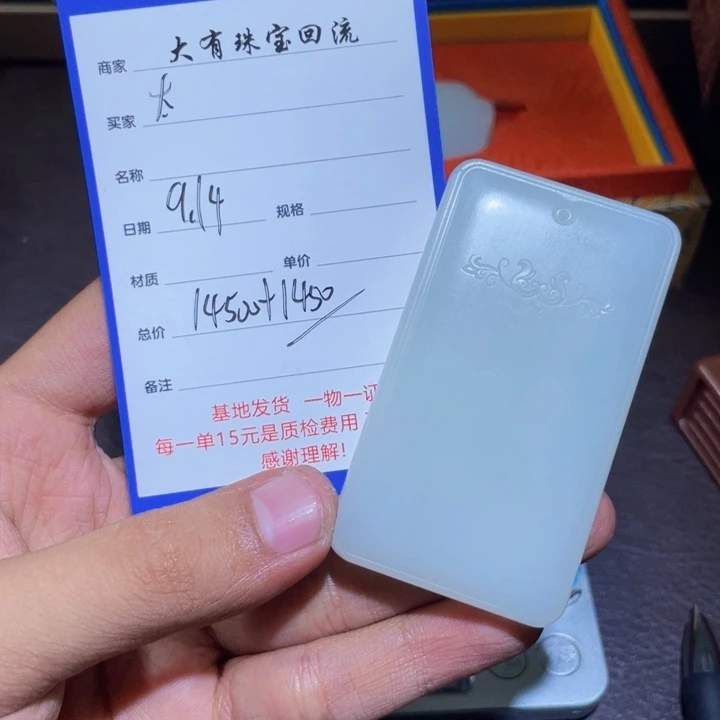 商家 大有珠宝回流
买家 大
名称
日期 9.14 规格
材质 单价
总价 14500+1450
备注
基地发货 一物一证
每一单15元是质检费用
感谢理解!